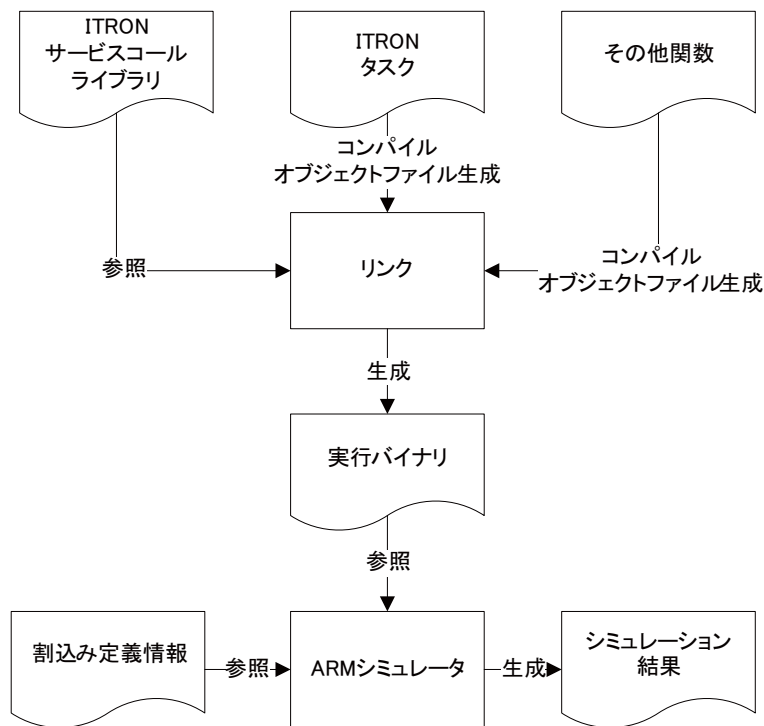 ITRON
サービスコール
ライブラリ
ITRON
タスク
その他関数
コンパイル
オブジェクトファイル生成
参照
リンク
コンパイル
オブジェクトファイル生成
生成
実行バイナリ
参照
割込み定義情報
参照
ARMシミュレータ
生成
シミュレーション
結果